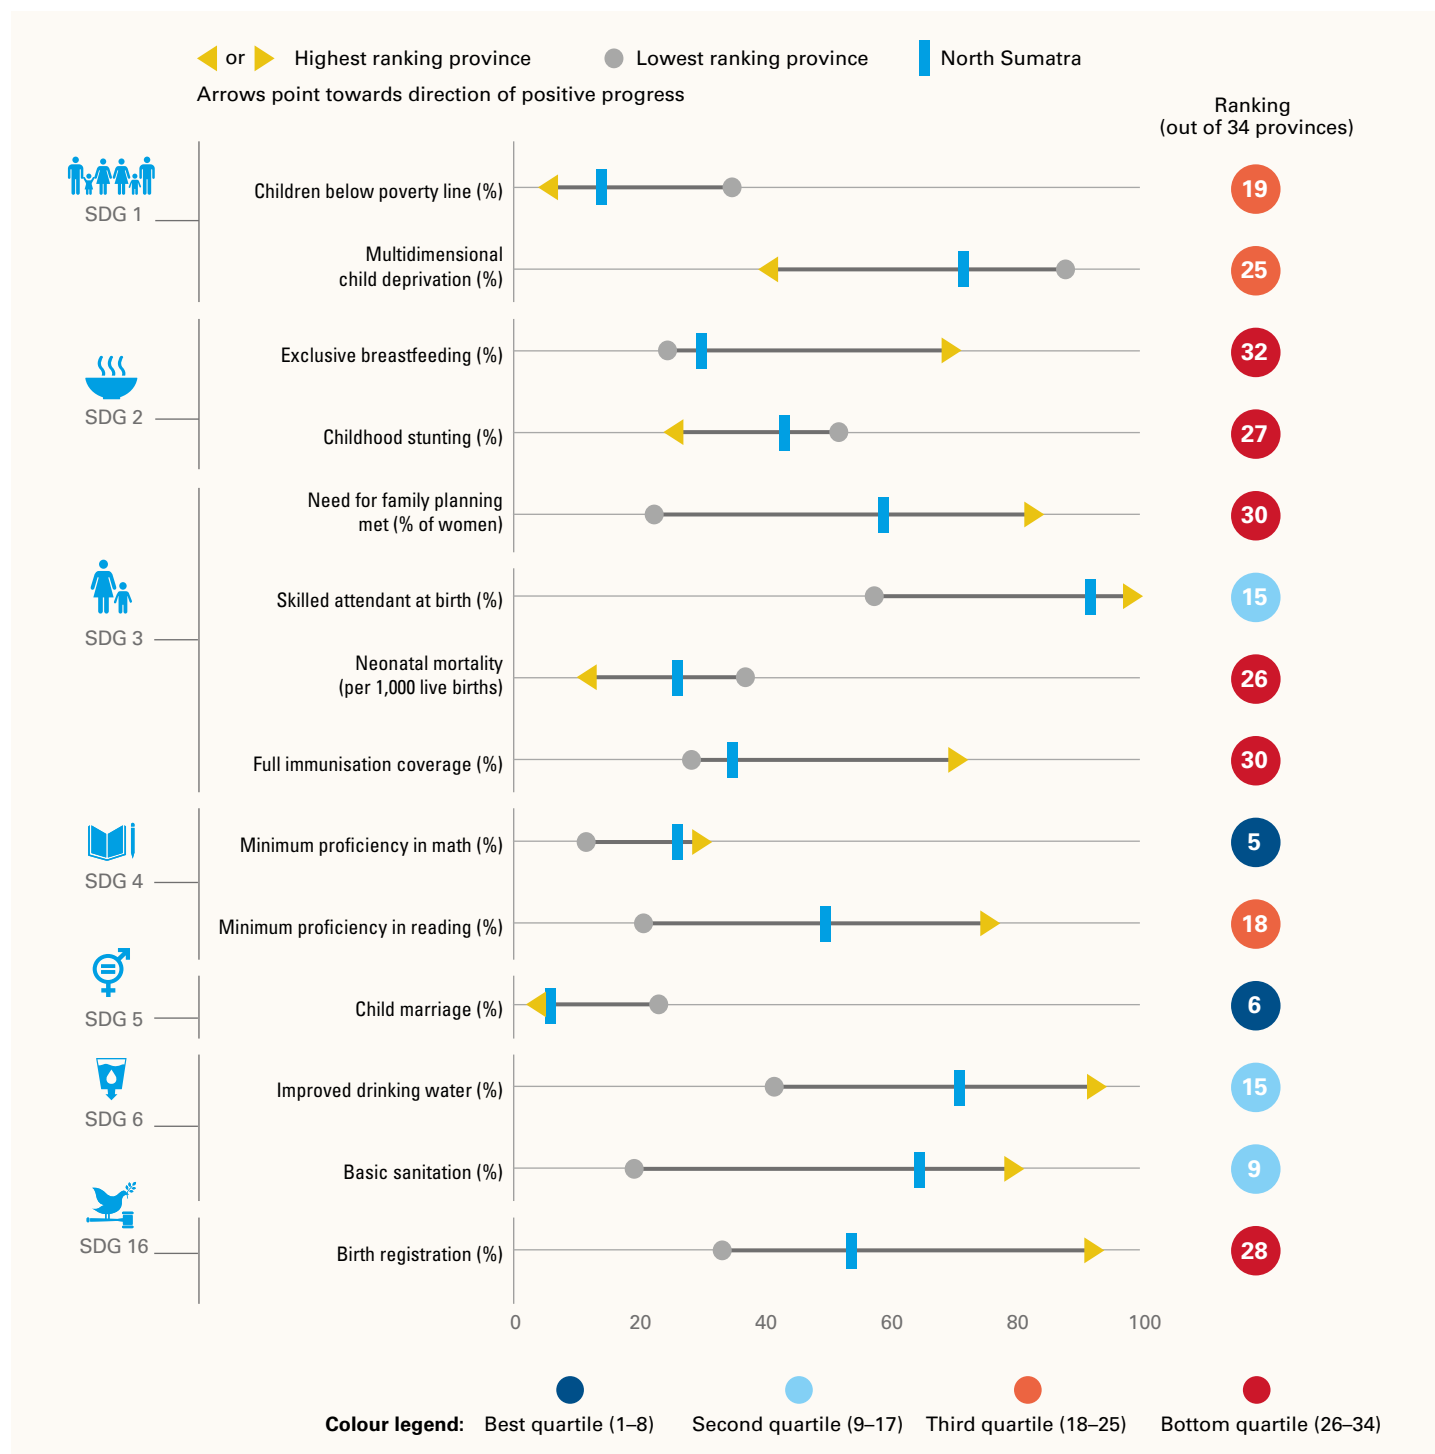 or Highest ranking province Lowest ranking province North Sumatra
Arrows point towards direction of positive progress
Ranking
(out of 34 provinces)
SDG 1
Children below poverty line (%)
19
Multidimensional
child deprivation (%)
25
SDG 2
Exclusive breastfeeding (%)
32
Childhood stunting (%)
27
SDG 3
Need for family planning
met (% of women)
30
Skilled attendant at birth (%)
15
Neonatal mortality
(per 1,000 live births)
26
Full immunisation coverage (%)
30
SDG 4
Minimum proficiency in math (%)
5
Minimum proficiency in reading (%)
18
SDG 5
Child marriage (%)
6
SDG 6
Improved drinking water (%)
15
Basic sanitation (%)
9
SDG 16
Birth registration (%)
28
0 20 40 60 80 100
Colour legend: Best quartile (1–8) Second quartile (9–17) Third quartile (18–25) Bottom quartile (26–34)